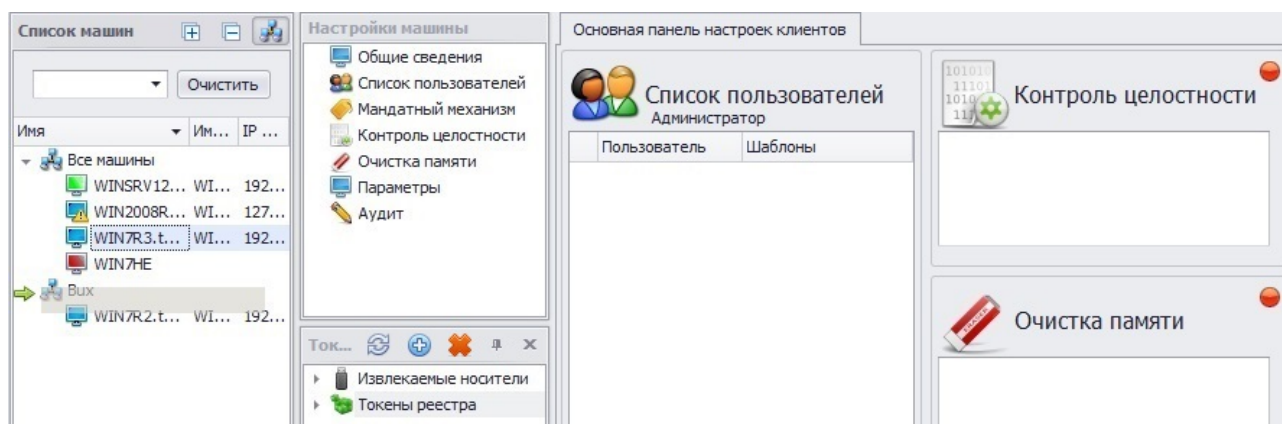 Список машин
Очистить
Имя Им... IP ...
Все машины
WINSRV12... WI... 192...
WIN2008R... WI... 127...
WIN7R3.t... WI... 192...
WIN7HE
Bux
WIN7R2.t... WI... 192...
Настройки машины
Общие сведения
Список пользователей
Мандатный механизм
Контроль целостности
Очистка памяти
Параметры
Аудит
Ток...
Извлекаемые носители
Токены реестра
Основная панель настроек клиентов
Список пользователей
Администратор
Пользователь Шаблоны
Контроль целостности
Очистка памяти